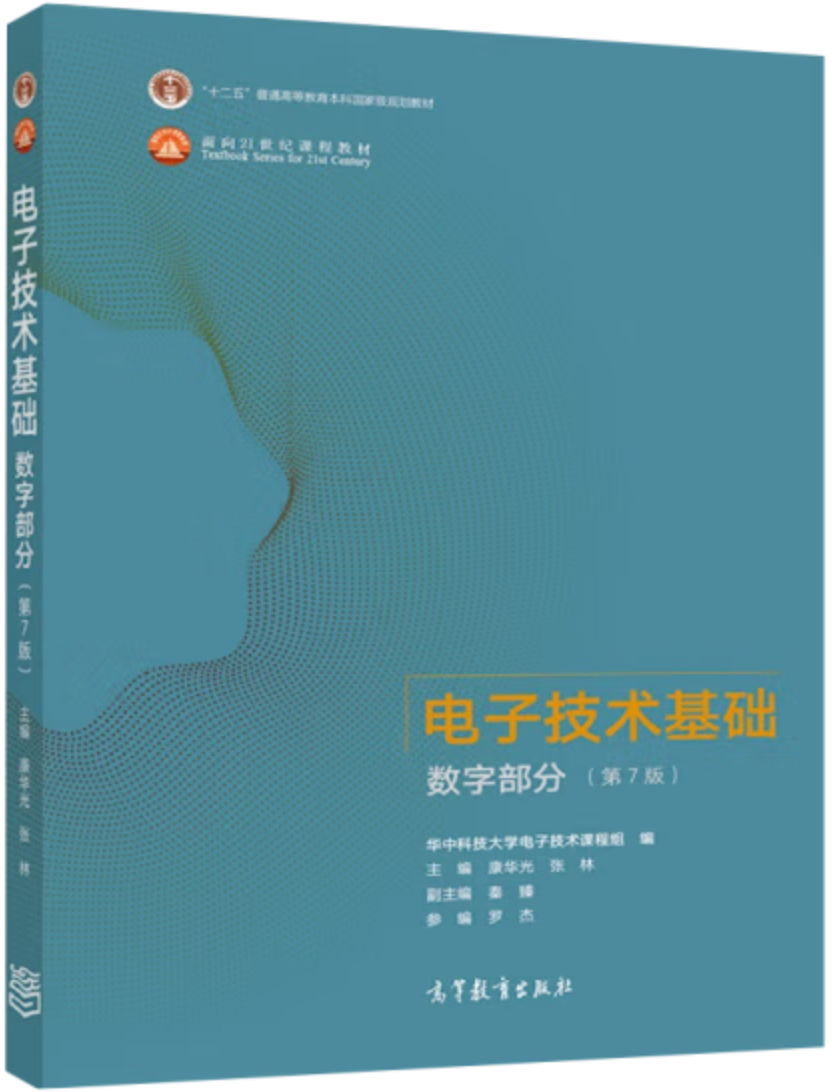 "十二五"普通高等教育本科国家级规划教材
面向21世纪课程教材
Textbook Series for 21st Century
电子技术基础
数字部分（第7版）
华中科技大学电子技术课程组 编
主 编 康华光 张 林
副主编 秦 臻
参 编 罗 杰
高等教育出版社
电子技术基础 数字部分（第7版） 主编 康华光 张 林